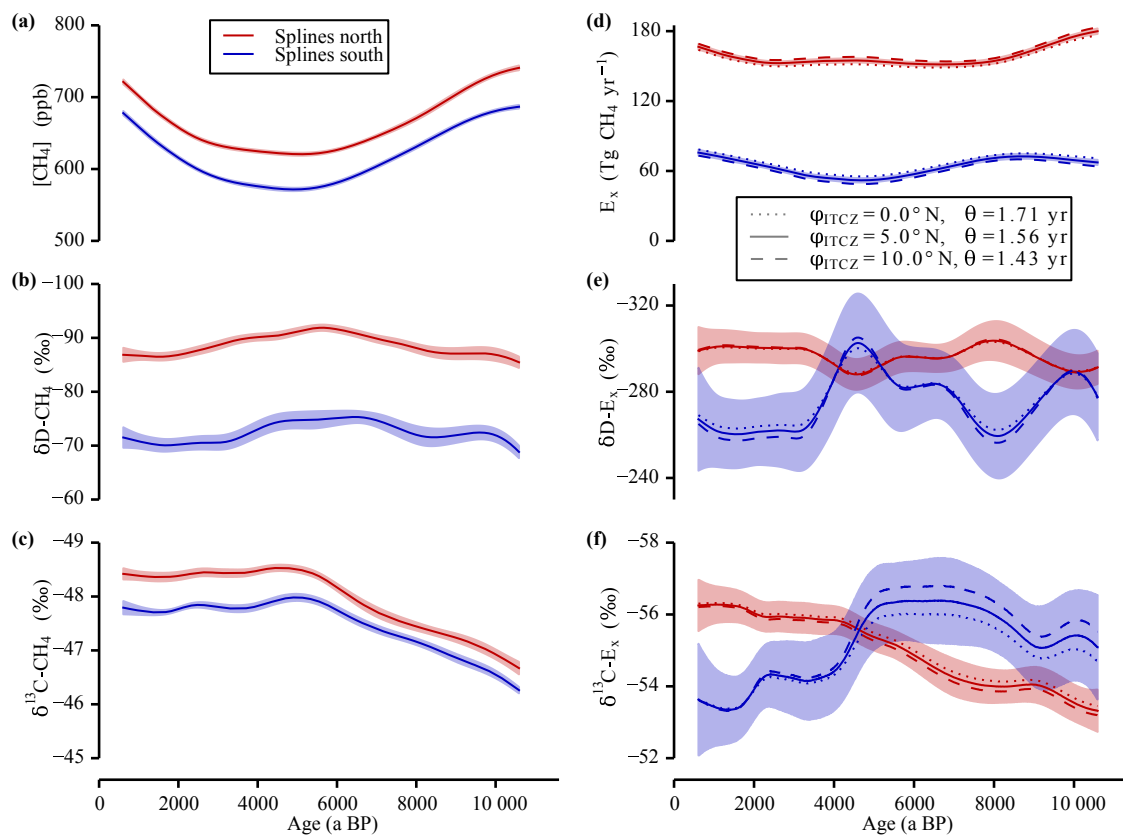 (a)
800
700
600
500
[CH₄] (ppb)
Splines north
Splines south
(b)
−100
−90
−80
−70
−60
δD-CH₄ (‰)
(c)
−49
−48
−47
−46
−45
δ¹³C-CH₄ (‰)
0 2000 4000 6000 8000 10 000
Age (a BP)
(d)
180
120
60
0
Eₓ (Tg CH₄ yr⁻¹)
φITCZ = 0.0° N, θ = 1.71 yr
φITCZ = 5.0° N, θ = 1.56 yr
φITCZ = 10.0° N, θ = 1.43 yr
(e)
−320
−280
−240
δD-Eₓ (‰)
(f)
−58
−56
−54
−52
δ¹³C-Eₓ (‰)
0 2000 4000 6000 8000 10 000
Age (a BP)